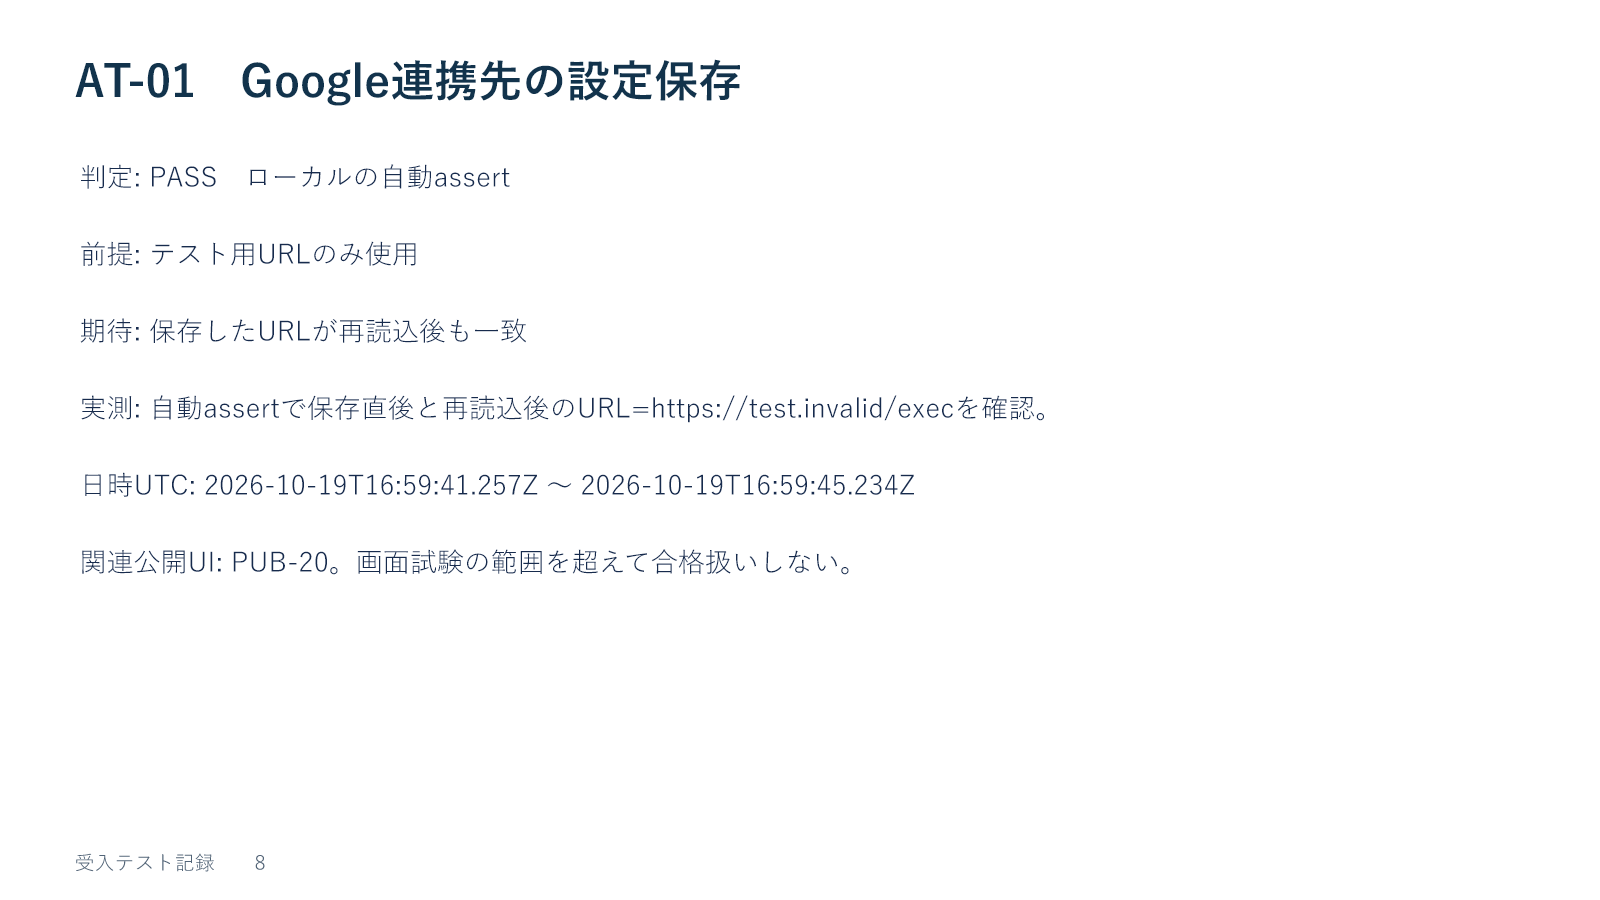 AT-01　Google連携先の設定保存
判定: PASS　ローカルの自動assert
前提: テスト用URLのみ使用
期待: 保存したURLが再読込後も一致
実測: 自動assertで保存直後と再読込後のURL=https://test.invalid/execを確認。
日時UTC: 2026-10-19T16:59:41.257Z ～ 2026-10-19T16:59:45.234Z
関連公開UI: PUB-20。画面試験の範囲を超えて合格扱いしない。
受入テスト記録　8